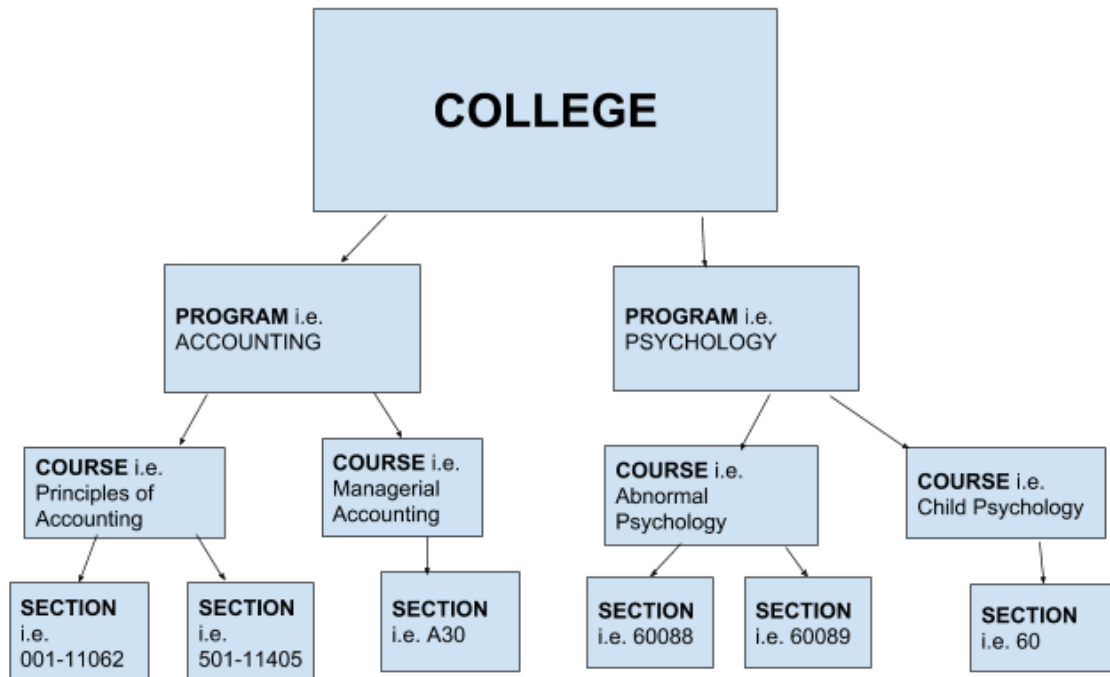 COLLEGE
PROGRAM i.e.
ACCOUNTING
PROGRAM i.e.
PSYCHOLOGY
COURSE i.e.
Principles of
Accounting
COURSE i.e.
Managerial
Accounting
COURSE i.e.
Abnormal
Psychology
COURSE i.e.
Child Psychology
SECTION
i.e.
001-11062
SECTION
i.e.
501-11405
SECTION
i.e. A30
SECTION
i.e. 60088
SECTION
i.e. 60089
SECTION
i.e. 60